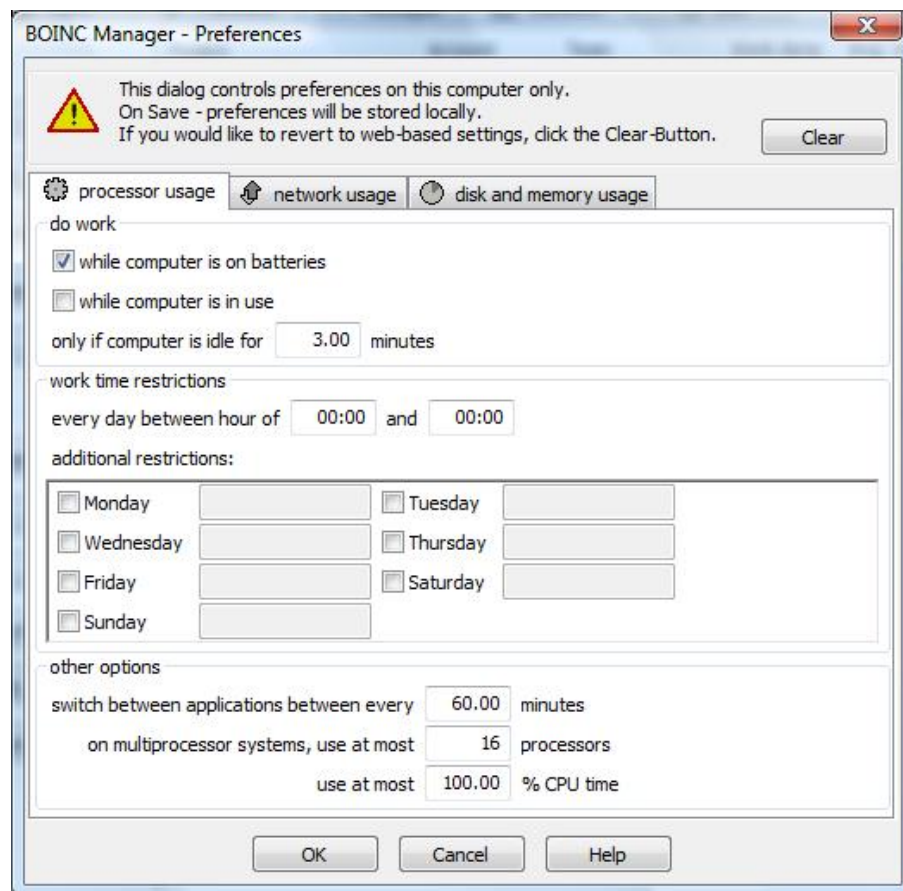 BOINC Manager - Preferences
This dialog controls preferences on this computer only.
On Save - preferences will be stored locally.
If you would like to revert to web-based settings, click the Clear-Button.
Clear
processor usage network usage disk and memory usage
do work
while computer is on batteries
while computer is in use
only if computer is idle for 3.00 minutes
work time restrictions
every day between hour of 00:00 and 00:00
additional restrictions:
Monday Tuesday
Wednesday Thursday
Friday Saturday
Sunday
other options
switch between applications between every 60.00 minutes
on multiprocessor systems, use at most 16 processors
use at most 100.00 % CPU time
OK Cancel Help